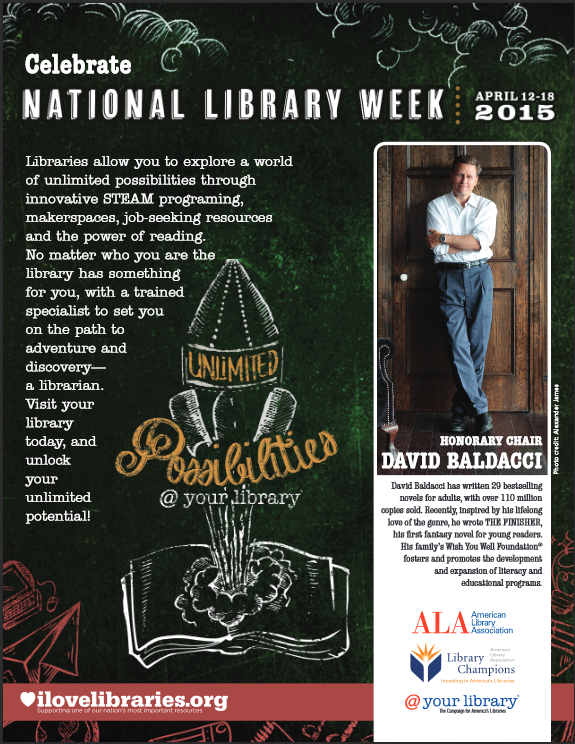 Celebrate
NATIONAL LIBRARY WEEK
APRIL 12-18
2015
Libraries allow you to explore a world
of unlimited possibilities through
innovative STEAM programing,
makerspaces, job-seeking resources
and the power of reading.
No matter who you are the
library has something
for you, with a trained
specialist to set you
on the path to
adventure and
discovery—
a librarian.
Visit your
library
today, and
unlock
your
unlimited
potential!
UNLIMITED
Possibilities
@ your library
Photo credit: Alexander James
HONORARY CHAIR
DAVID BALDACCI
David Baldacci has written 29 bestselling
novels for adults, with over 110 million
copies sold. Recently, inspired by his lifelong
love of the genre, he wrote THE FINISHER,
his first fantasy novel for young readers.
His family's Wish You Well Foundation®
fosters and promotes the development
and expansion of literacy and
educational programs.
ALA American
Library
Association
Library
Champions
American
Library
Association
Investing in America's Libraries
@ your library®
The Campaign for America's Libraries
ilovelibraries.org
Supporting one of our nation's most important resources